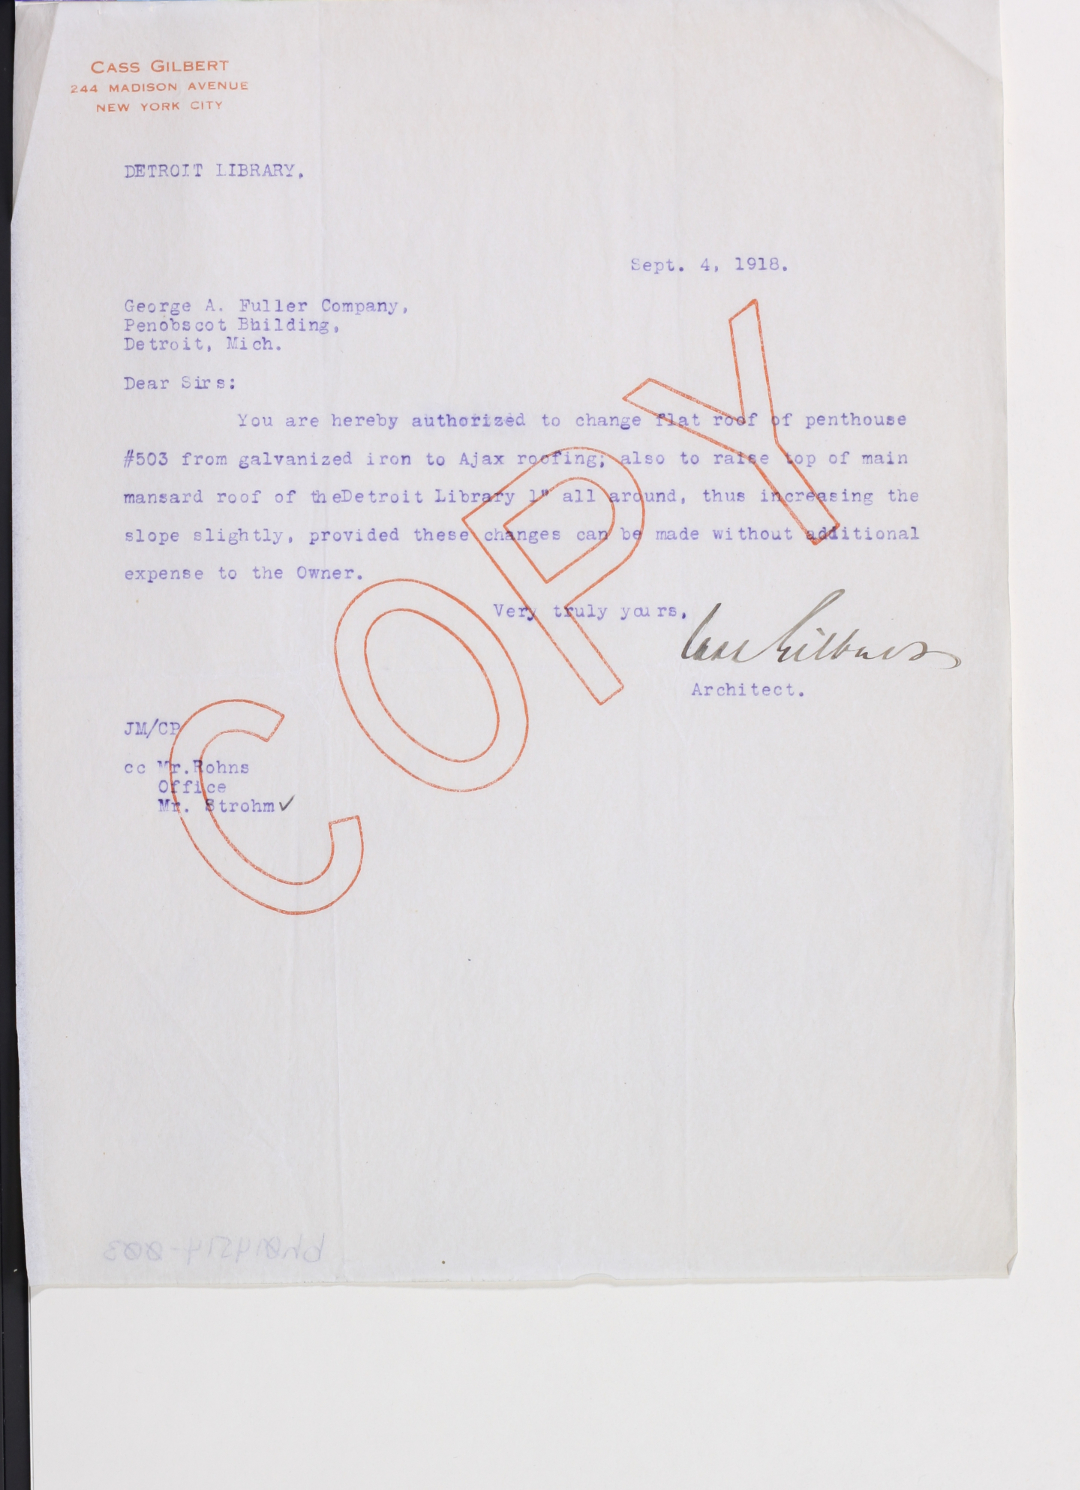 CASS GILBERT
244 MADISON AVENUE
NEW YORK CITY
DETROIT LIBRARY.
Sept. 4, 1918.
George A. Fuller Company,
Penobscot Building,
Detroit, Mich.
Dear Sirs:
You are hereby authorized to change flat roof of penthouse
#503 from galvanized iron to Ajax roofing; also to raise top of main
mansard roof of theDetroit Library 1" all around, thus increasing the
slope slightly, provided these changes can be made without additional
expense to the Owner.
Very truly yours,
Cass Gilbert
Architect.
COPY
JM/CP
cc Mr.Rohns
Office
Mr. Strohm✓